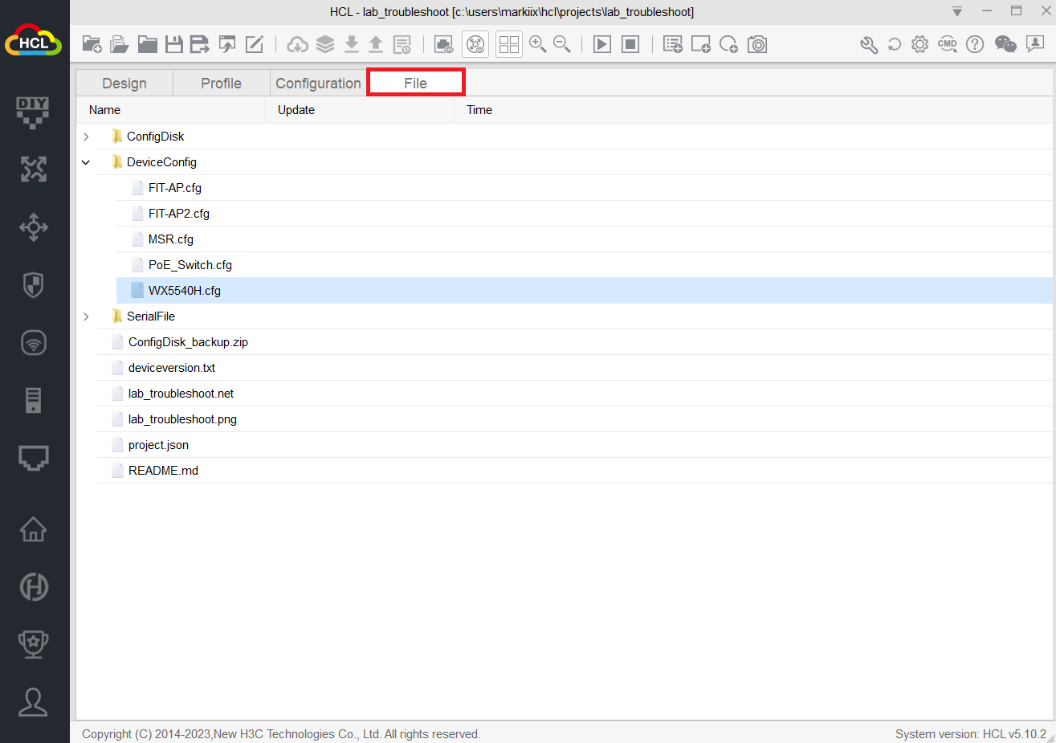 HCL - lab_troubleshoot [c:\users\markiix\hcl\projects\lab_troubleshoot]
HCL
CMD
Design Profile Configuration File
Name Update Time
DIY
ConfigDisk
DeviceConfig
FIT-AP.cfg
FIT-AP2.cfg
MSR.cfg
PoE_Switch.cfg
WX5540H.cfg
SerialFile
ConfigDisk_backup.zip
deviceversion.txt
lab_troubleshoot.net
lab_troubleshoot.png
project.json
README.md
Copyright (C) 2014-2023,New H3C Technologies Co., Ltd. All rights reserved. System version: HCL v5.10.2